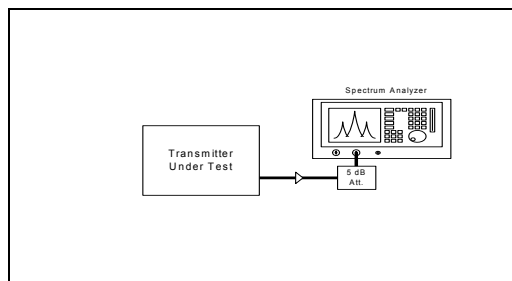 Spectrum Analyzer
Transmitter
Under Test
5 dB
Att.